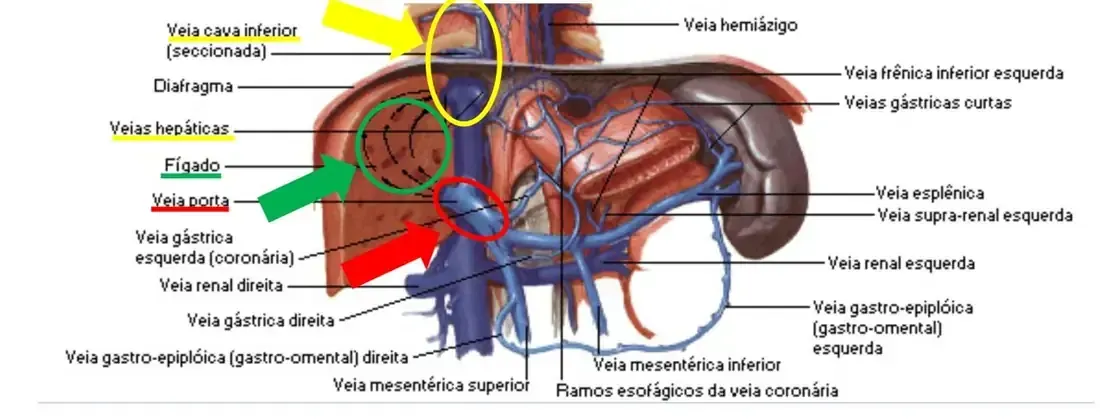 Veia cava inferior
(seccionada)
Diafragma
Veias hepáticas
Fígado
Veia porta
Veia gástrica
esquerda (coronária)
Veia renal direita
Veia gástrica direita
Veia gastro-epiplóica (gastro-omental) direita
Veia mesentérica superior
Veia hemiázigo
Veia frênica inferior esquerda
Veias gástricas curtas
Veia esplênica
Veia supra-renal esquerda
Veia renal esquerda
Veia gastro-epiplóica
(gastro-omental)
esquerda
Veia mesentérica inferior
Ramos esofágicos da veia coronária